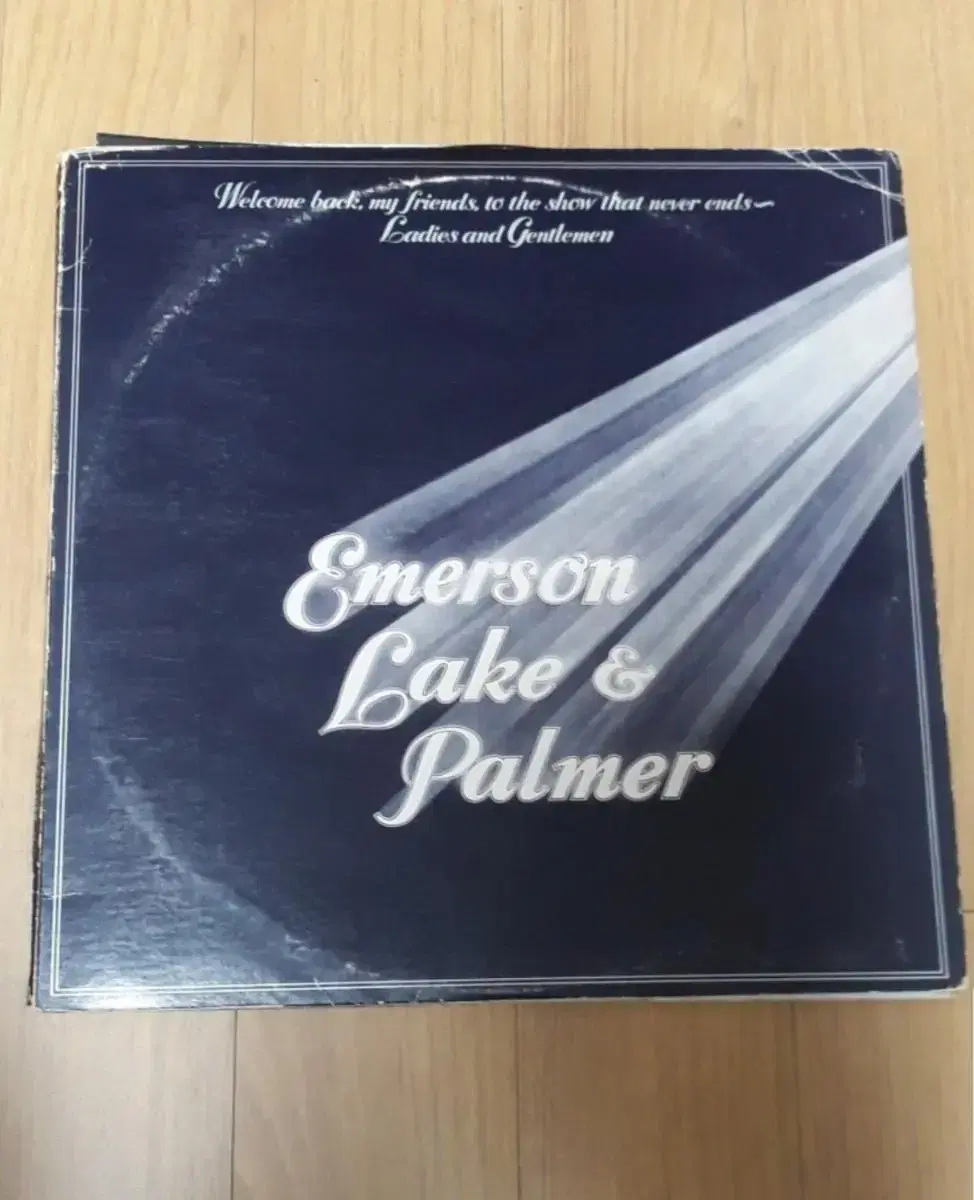 Welcome back, my friends, to the show that never ends~
Ladies and Gentlemen
Emerson
Lake &
Palmer